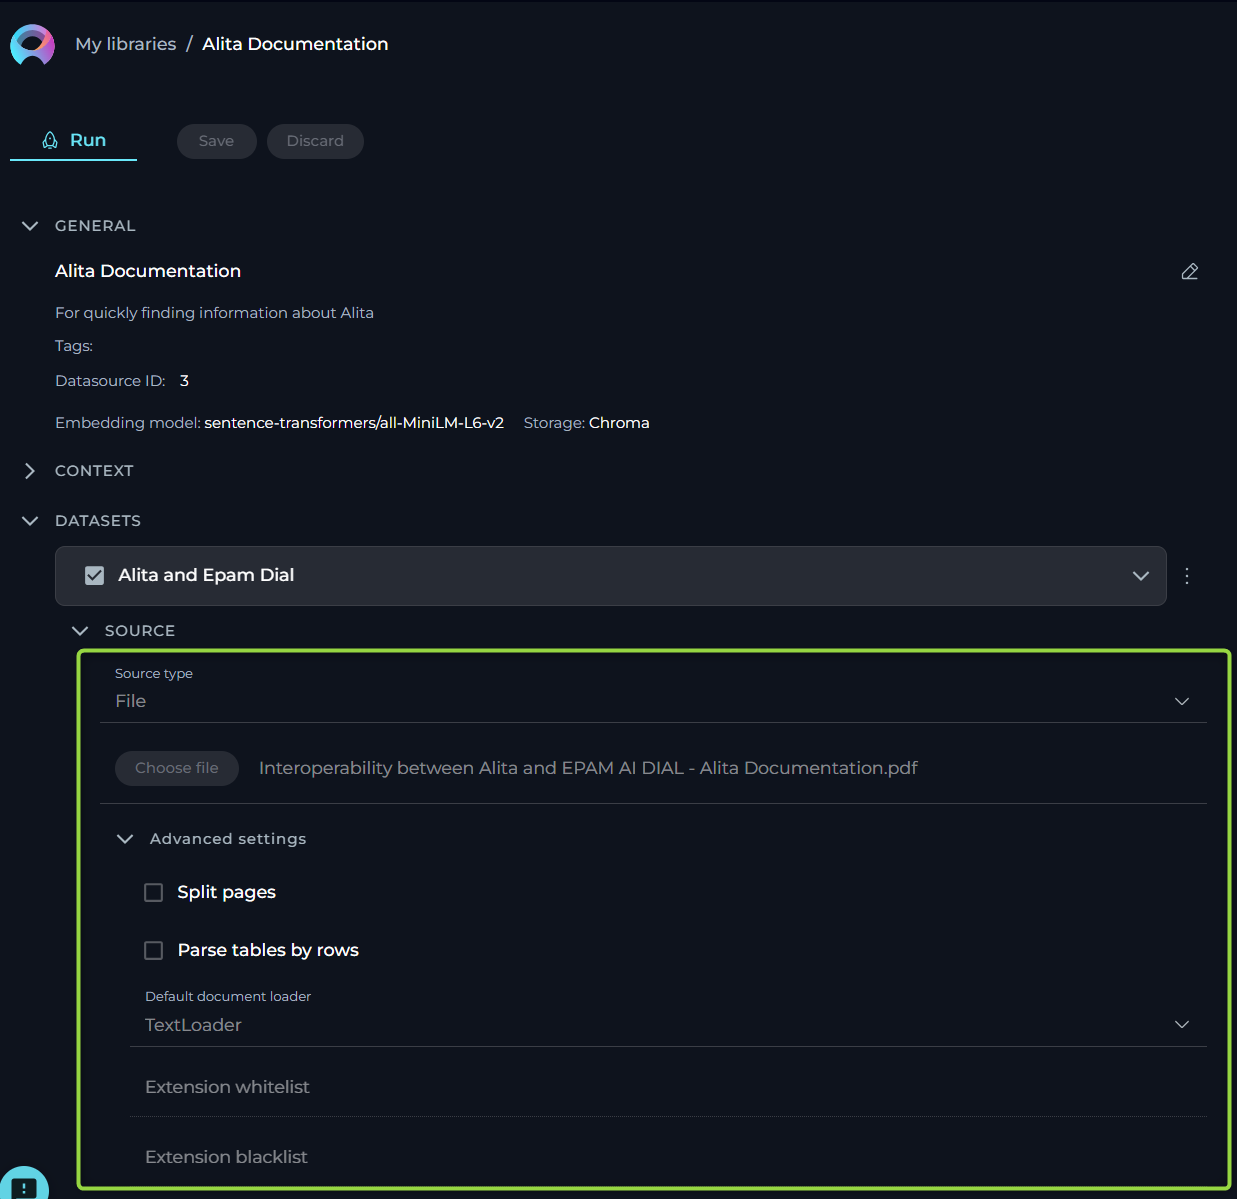 My libraries / Alita Documentation
Run Save Discard
GENERAL
Alita Documentation
For quickly finding information about Alita
Tags:
Datasource ID: 3
Embedding model: sentence-transformers/all-MiniLM-L6-v2 Storage: Chroma
CONTEXT
DATASETS
Alita and Epam Dial
SOURCE
Source type
File
Choose file Interoperability between Alita and EPAM AI DIAL - Alita Documentation.pdf
Advanced settings
Split pages
Parse tables by rows
Default document loader
TextLoader
Extension whitelist
Extension blacklist